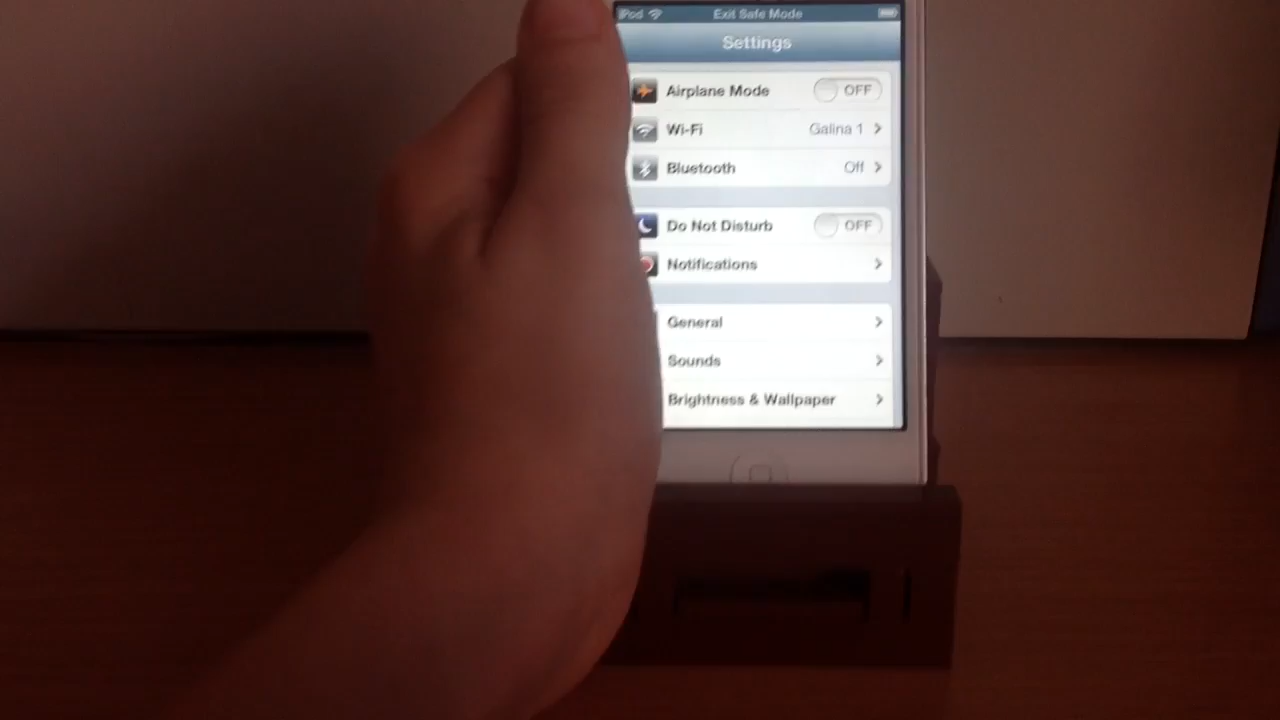 iPod Exit Safe Mode
Settings
Airplane Mode OFF
Wi-Fi Galina 1
Bluetooth Off
Do Not Disturb OFF
Notifications
General
Sounds
Brightness & Wallpaper